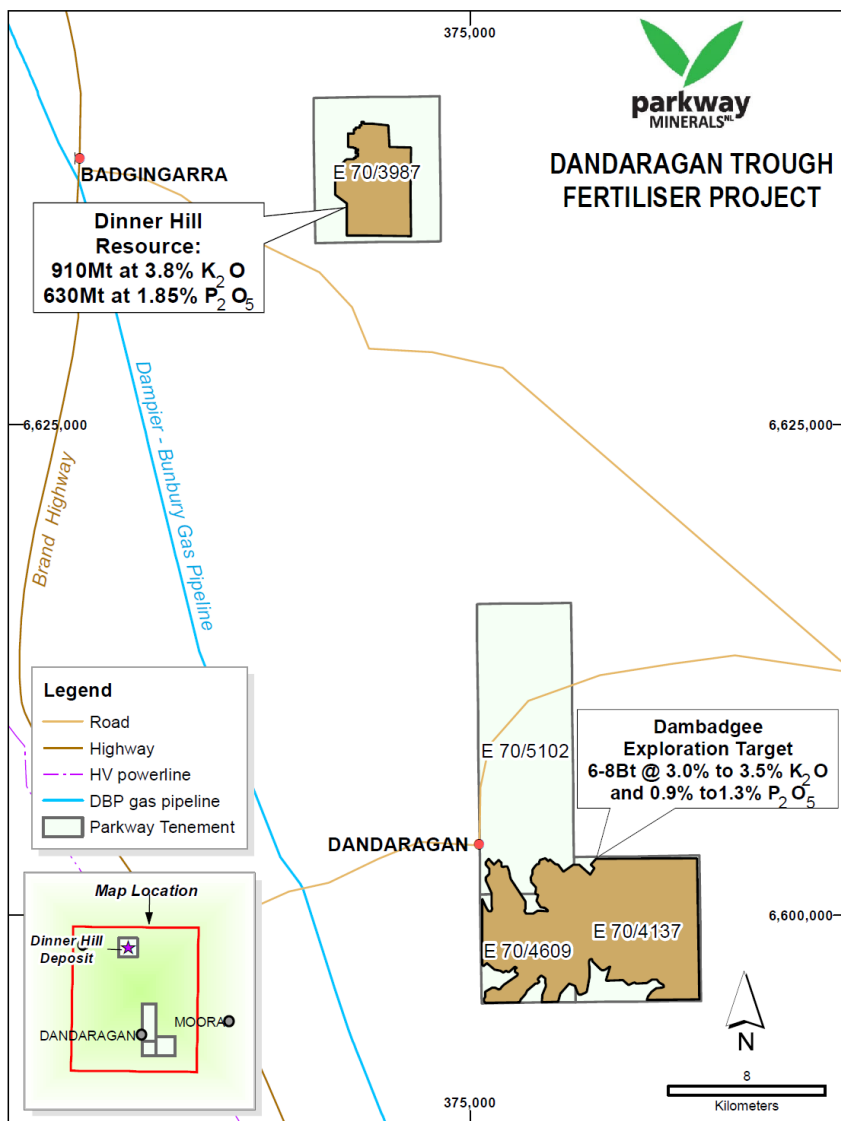 375,000
parkway
MINERALS NL
DANDARAGAN TROUGH
FERTILISER PROJECT
BADGINGARRA
E 70/3987
Dinner Hill
Resource:
910Mt at 3.8% K2O
630Mt at 1.85% P2O5
Dampier - Bunbury Gas Pipeline
6,625,000
6,625,000
Brand Highway
Legend
Road
Highway
HV powerline
DBP gas pipeline
Parkway Tenement
E 70/5102
Dambadgee
Exploration Target
6-8Bt @ 3.0% to 3.5% K2O
and 0.9% to1.3% P2O5
DANDARAGAN
E 70/4137
E 70/4609
6,600,000
Map Location
Dinner Hill
Deposit
MOORA
DANDARAGAN
N
8
Kilometers
375,000